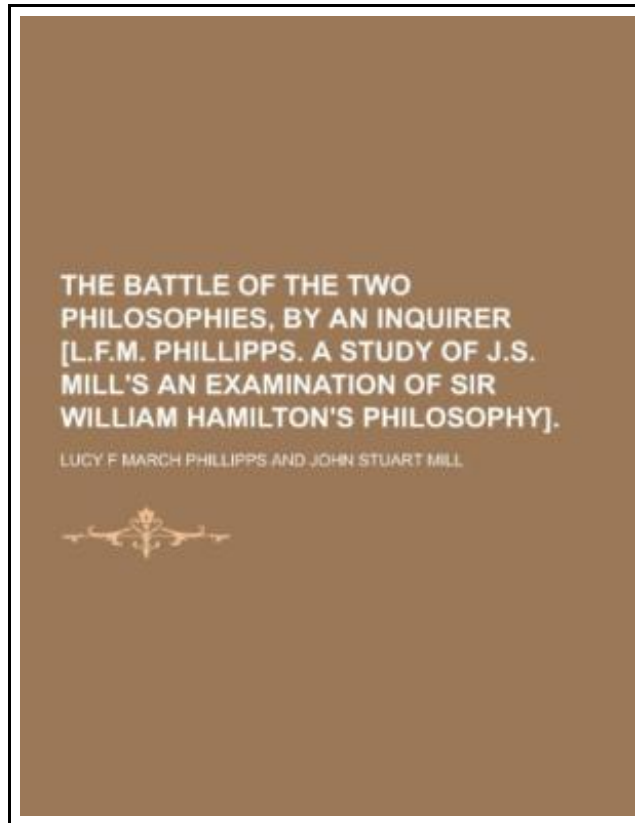 THE BATTLE OF THE TWO
PHILOSOPHIES, BY AN INQUIRER
[L.F.M. PHILLIPPS. A STUDY OF J.S.
MILL'S AN EXAMINATION OF SIR
WILLIAM HAMILTON'S PHILOSOPHY].
LUCY F MARCH PHILLIPPS AND JOHN STUART MILL